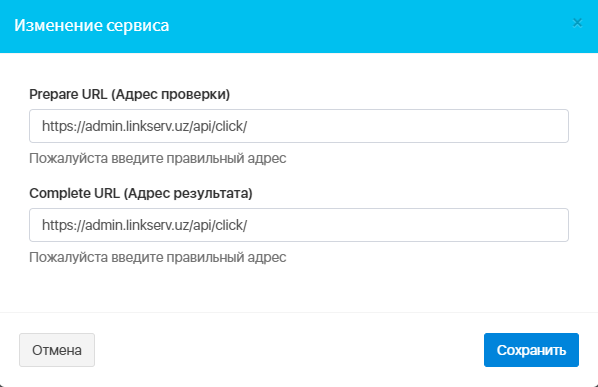 Изменение сервиса
×
Prepare URL (Адрес проверки)
https://admin.linkserv.uz/api/click/
Пожалуйста введите правильный адрес
Complete URL (Адрес результата)
https://admin.linkserv.uz/api/click/
Пожалуйста введите правильный адрес
Отмена
Сохранить